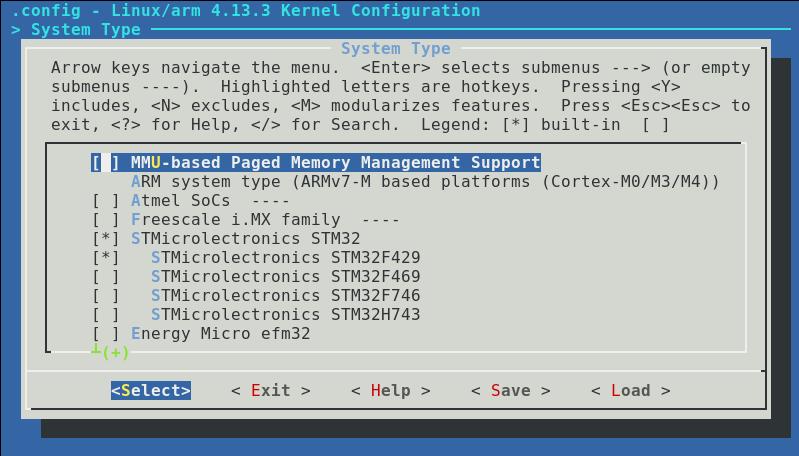 .config - Linux/arm 4.13.3 Kernel Configuration
> System Type
System Type
Arrow keys navigate the menu.  <Enter> selects submenus ---> (or empty
submenus ----).  Highlighted letters are hotkeys.  Pressing <Y>
includes, <N> excludes, <M> modularizes features.  Press <Esc><Esc> to
exit, <?> for Help, </> for Search.  Legend: [*] built-in  [ ]
[ ] MMU-based Paged Memory Management Support
ARM system type (ARMv7-M based platforms (Cortex-M0/M3/M4))
[ ] Atmel SoCs  ----
[ ] Freescale i.MX family  ----
[*] STMicrolectronics STM32
[*]   STMicrolectronics STM32F429
[ ]   STMicrolectronics STM32F469
[ ]   STMicrolectronics STM32F746
[ ]   STMicrolectronics STM32H743
[ ] Energy Micro efm32
┴(+)
<Select>    < Exit >    < Help >    < Save >    < Load >